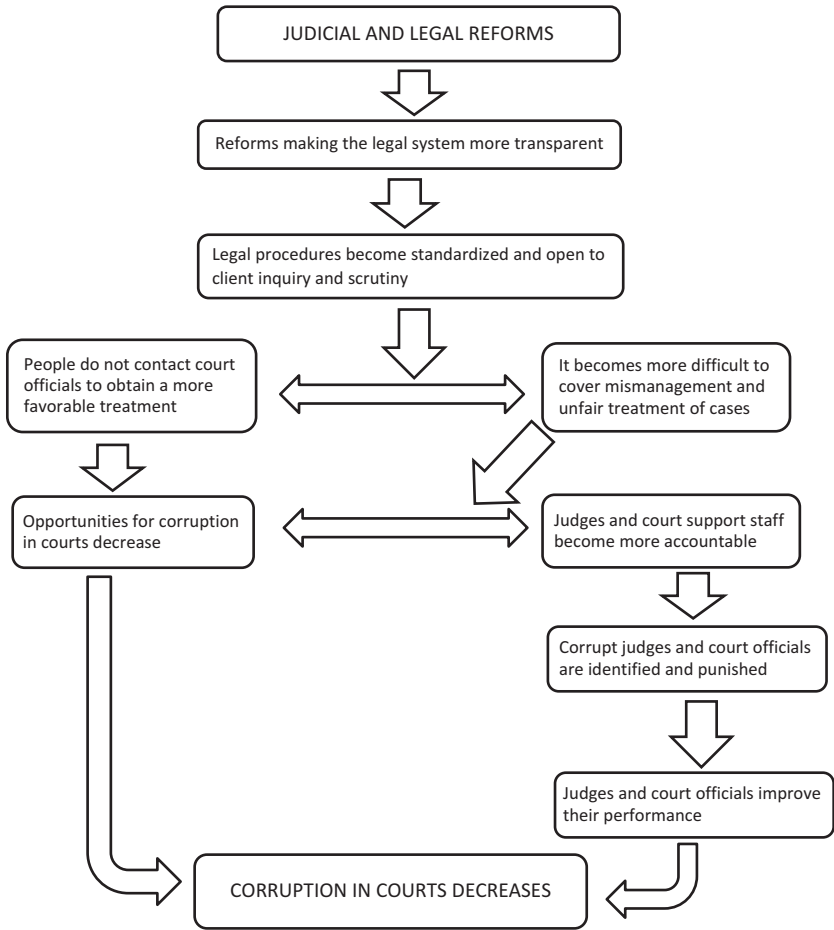 JUDICIAL AND LEGAL REFORMS
Reforms making the legal system more transparent
Legal procedures become standardized and open to
client inquiry and scrutiny
People do not contact court
officials to obtain a more
favorable treatment
It becomes more difficult to
cover mismanagement and
unfair treatment of cases
Opportunities for corruption
in courts decrease
Judges and court support staff
become more accountable
Corrupt judges and court officials
are identified and punished
Judges and court officials improve
their performance
CORRUPTION IN COURTS DECREASES